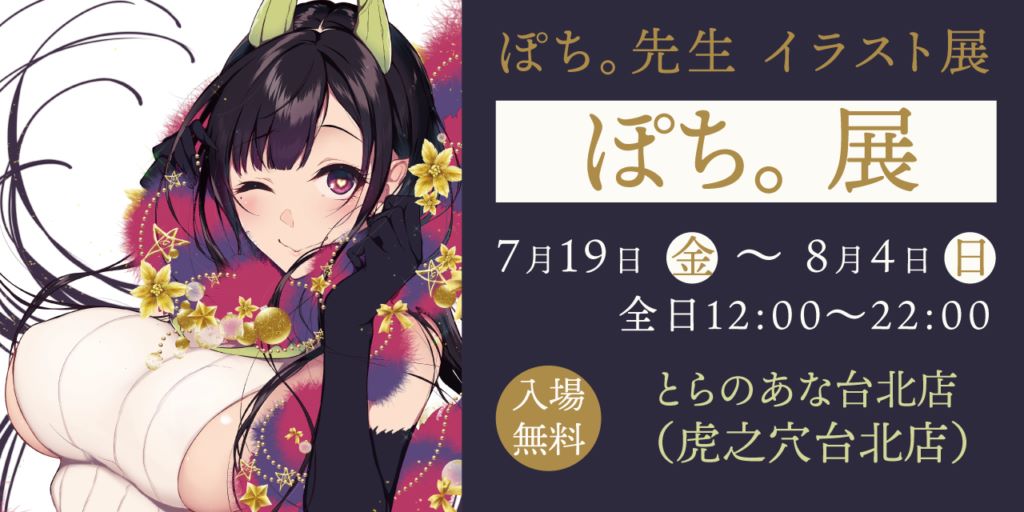 ぽち。先生 イラスト展
ぽち。展
7月19日 金 〜 8月4日 日
全日12:00〜22:00
入場
無料
とらのあな台北店
(虎之穴台北店)